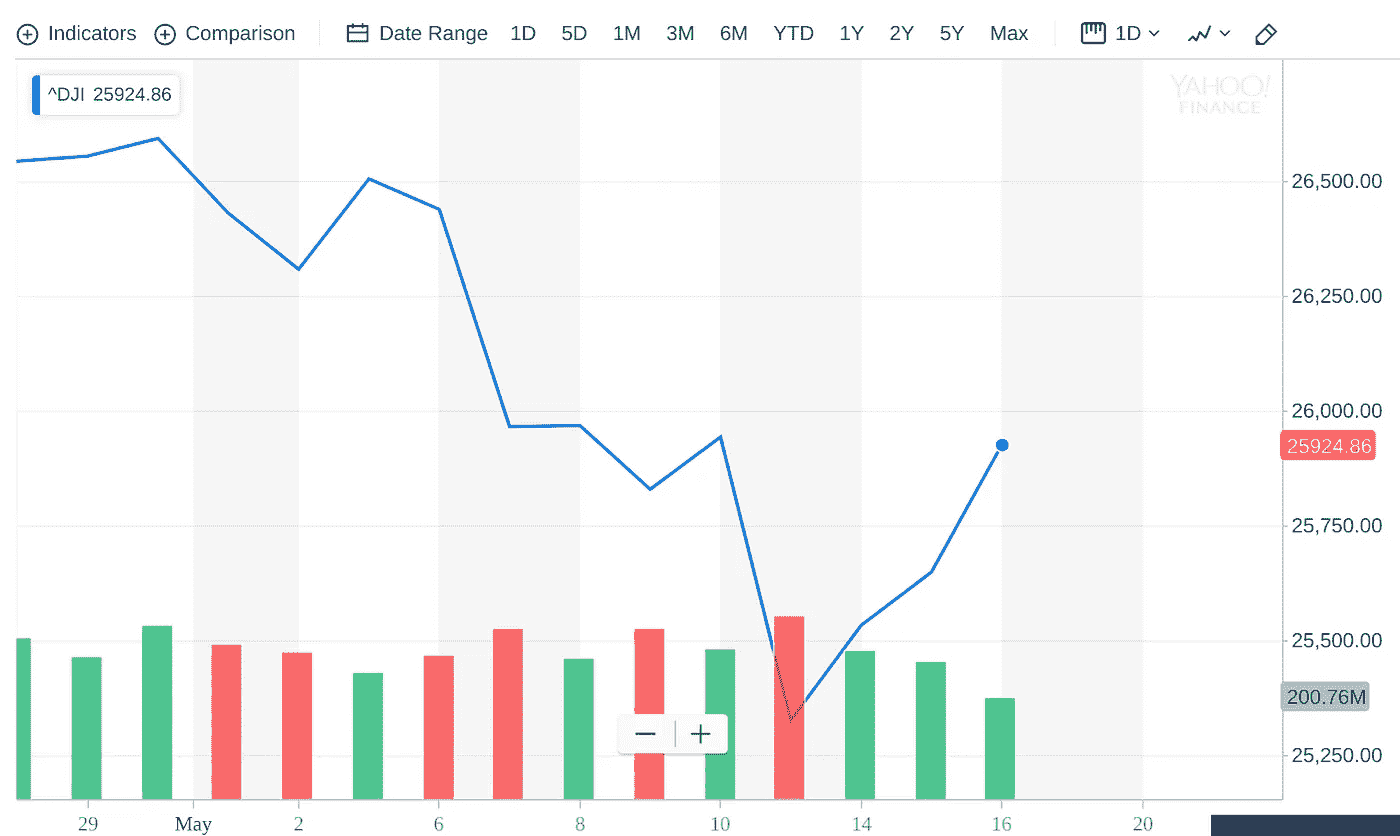 Indicators Comparison Date Range 1D 5D 1M 3M 6M YTD 1Y 2Y 5Y Max 1D
^DJI 25924.86
YAHOO!
FINANCE
26,500.00
26,250.00
26,000.00
25924.86
25,750.00
25,500.00
200.76M
25,250.00
29 May 2 6 8 10 14 16 20